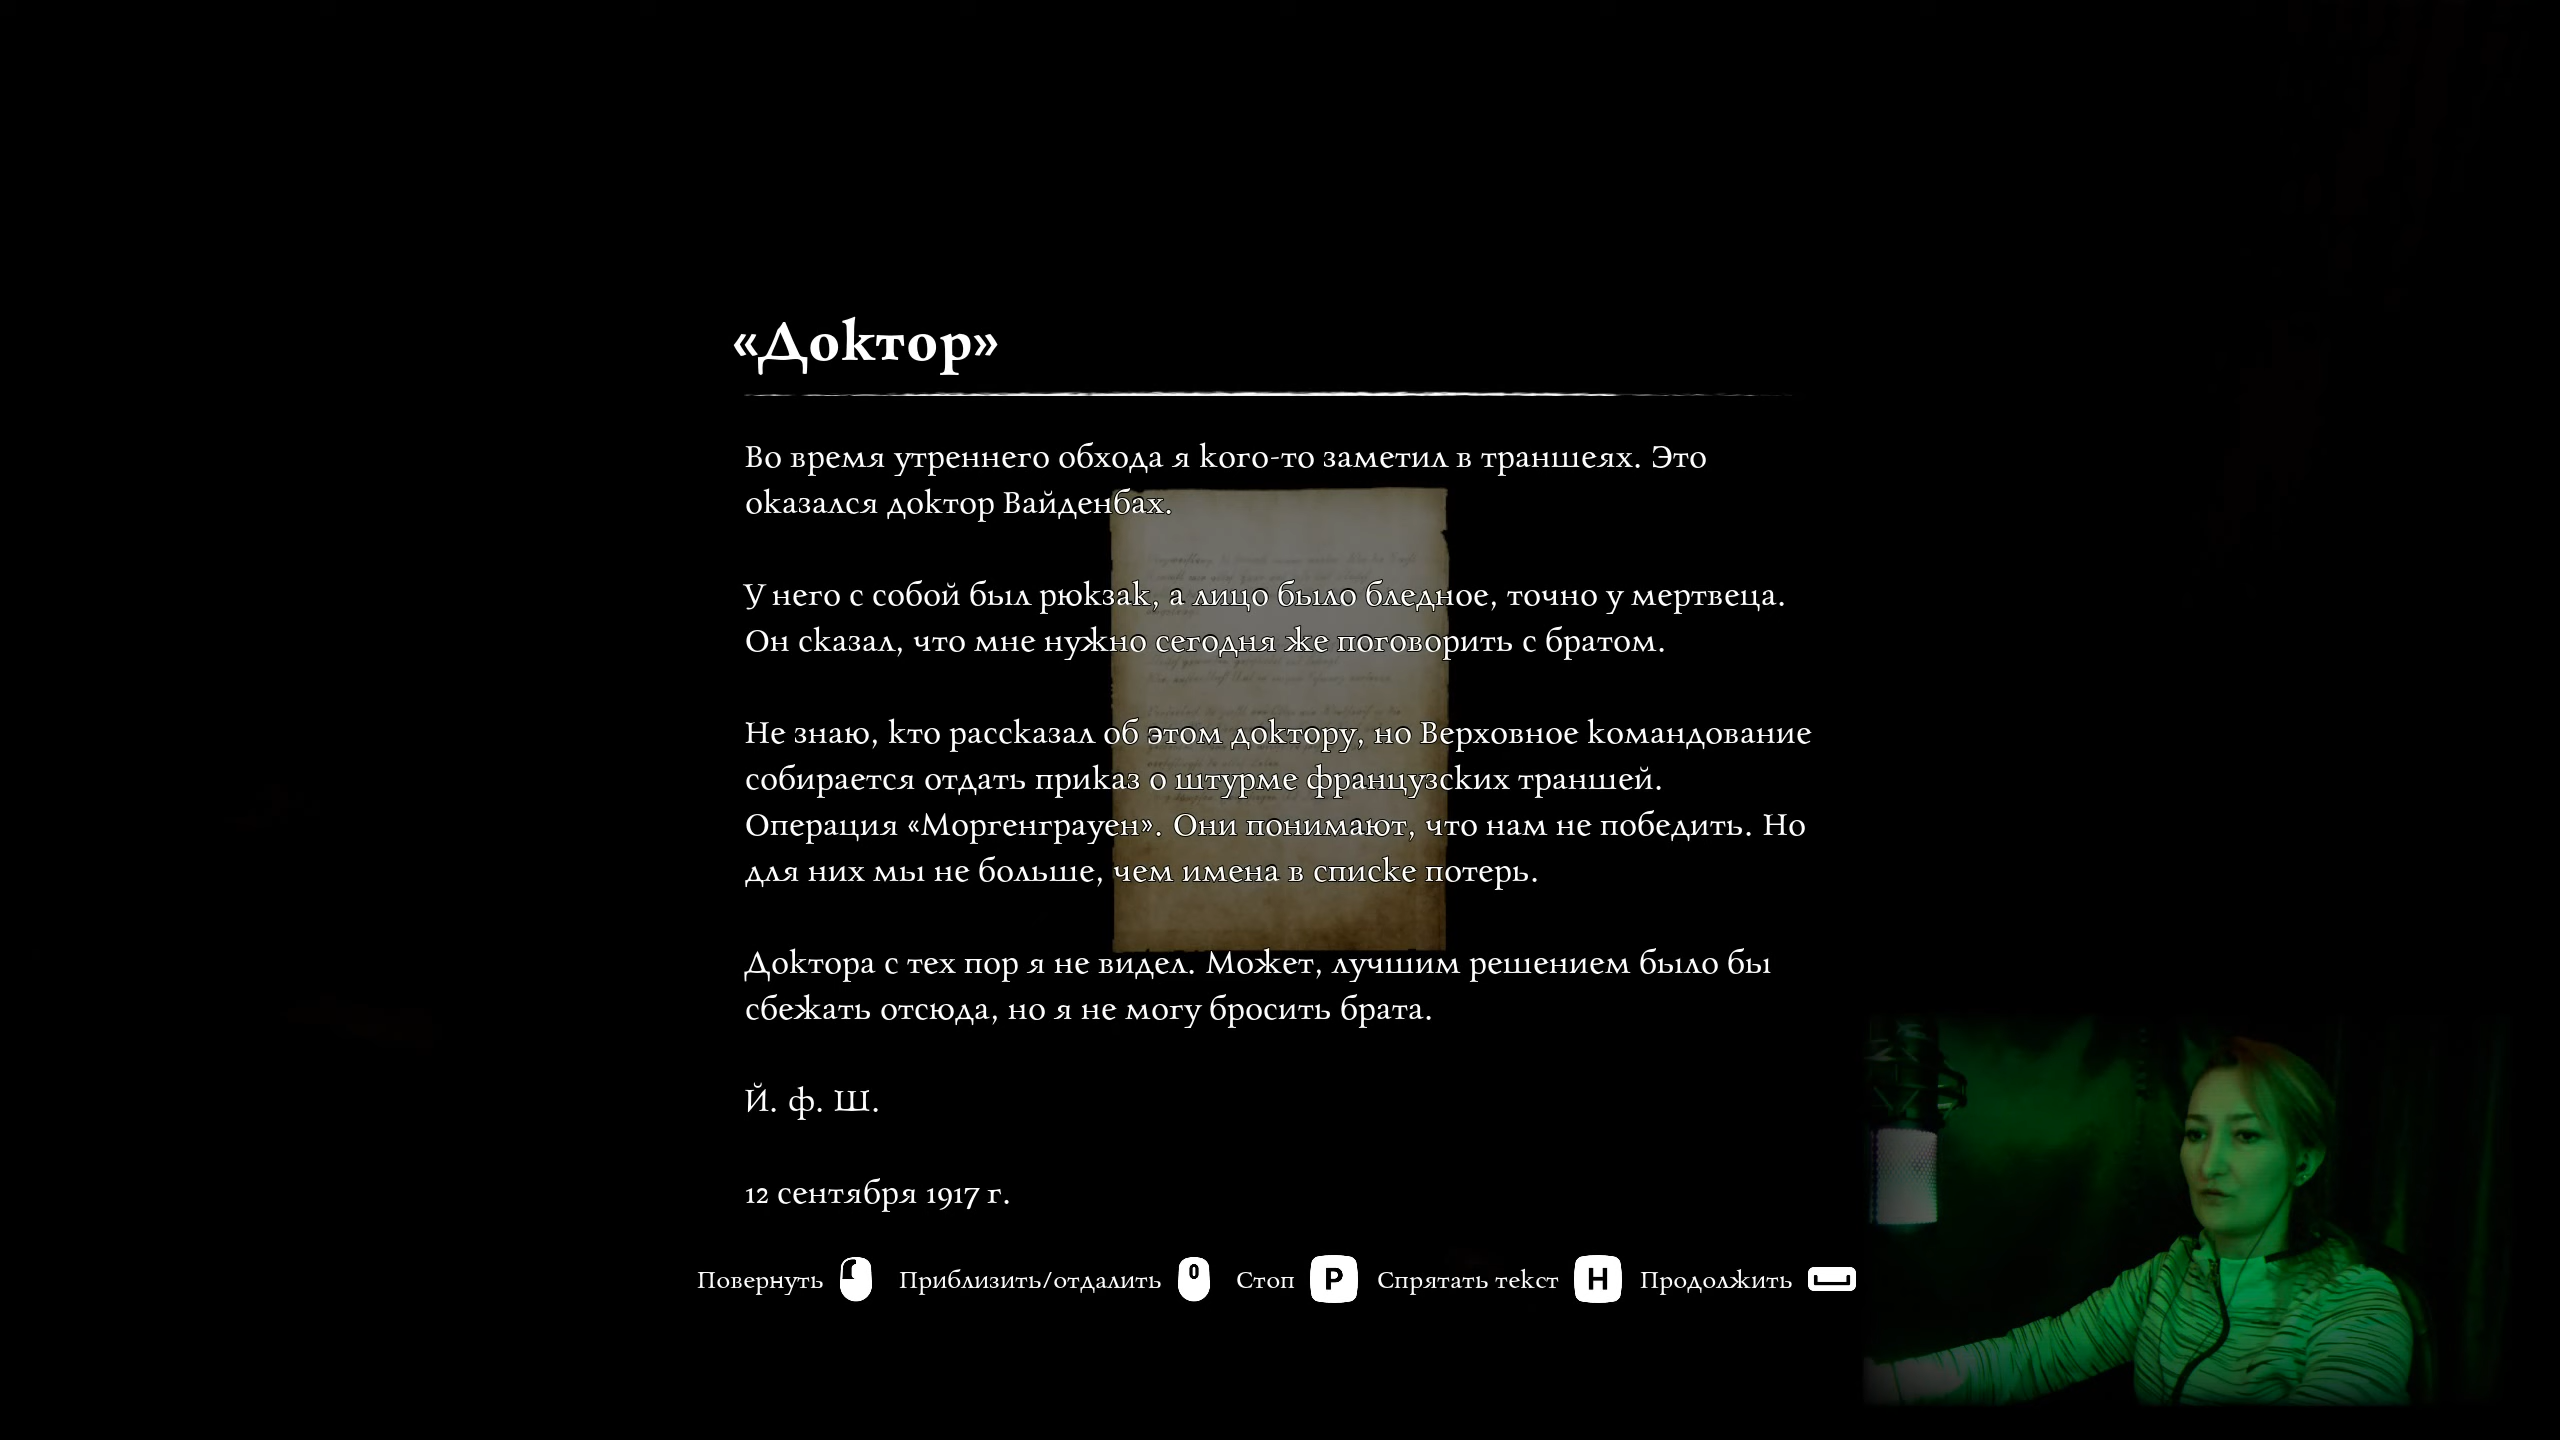 «Доктор»
Во время утреннего обхода я кого-то заметил в траншеях. Это
оказался доктор Вайденбах.
У него с собой был рюкзак, а лицо было бледное, точно у мертвеца.
Он сказал, что мне нужно сегодня же поговорить с братом.
Не знаю, кто рассказал об этом доктору, но Верховное командование
собирается отдать приказ о штурме французских траншей.
Операция «Моргенграуен». Они понимают, что нам не победить. Но
для них мы не больше, чем имена в списке потерь.
Доктора с тех пор я не видел. Может, лучшим решением было бы
сбежать отсюда, но я не могу бросить брата.
Й. ф. Ш.
12 сентября 1917 г.
Повернуть Приблизить/отдалить 0 Стоп P Спрятать текст H Продолжить